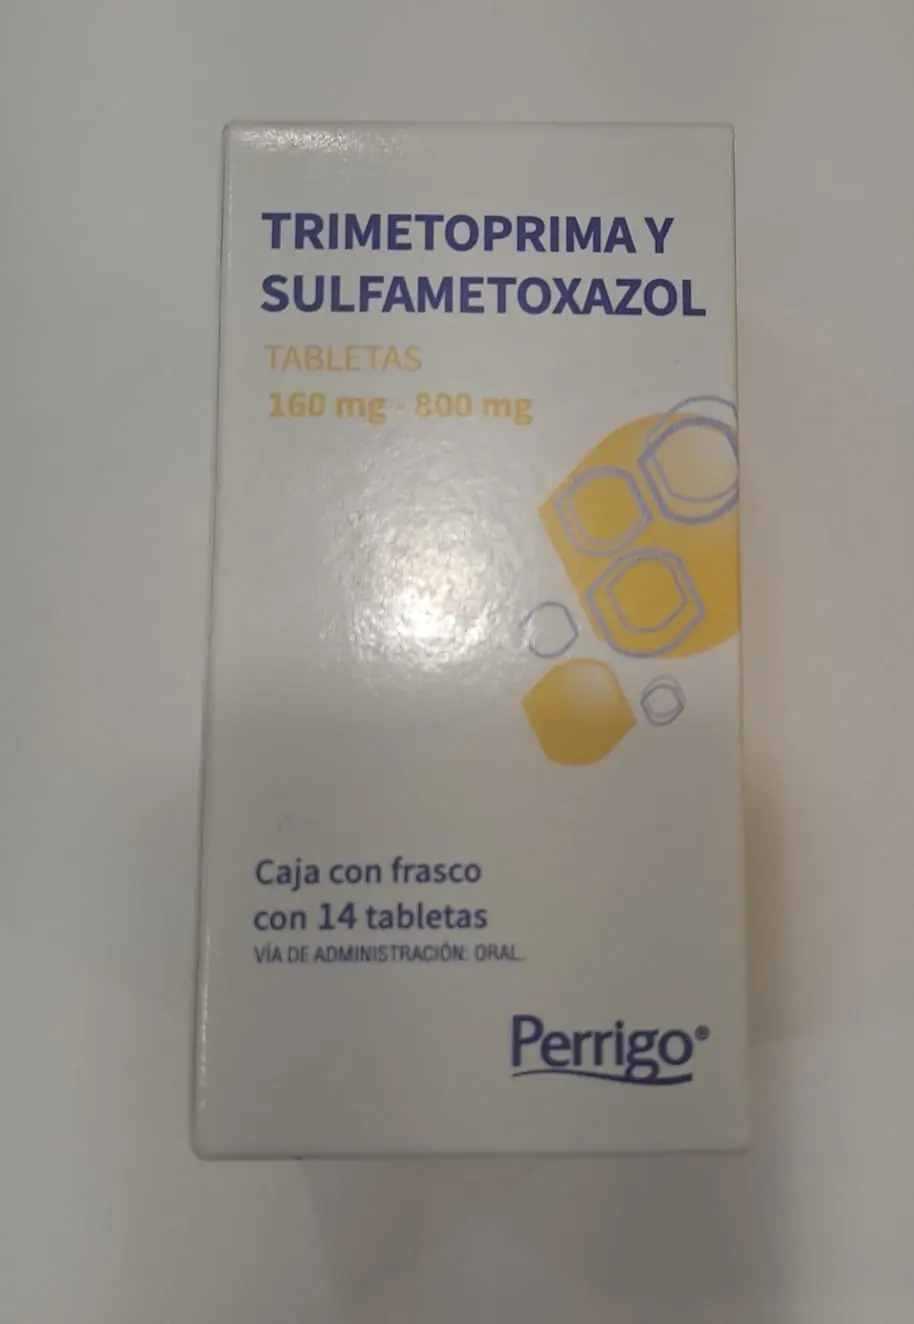 TRIMETOPRIMA Y
SULFAMETOXAZOL
TABLETAS
160 mg - 800 mg
Caja con frasco
con 14 tabletas
VÍA DE ADMINISTRACIÓN: ORAL.
Perrigo®